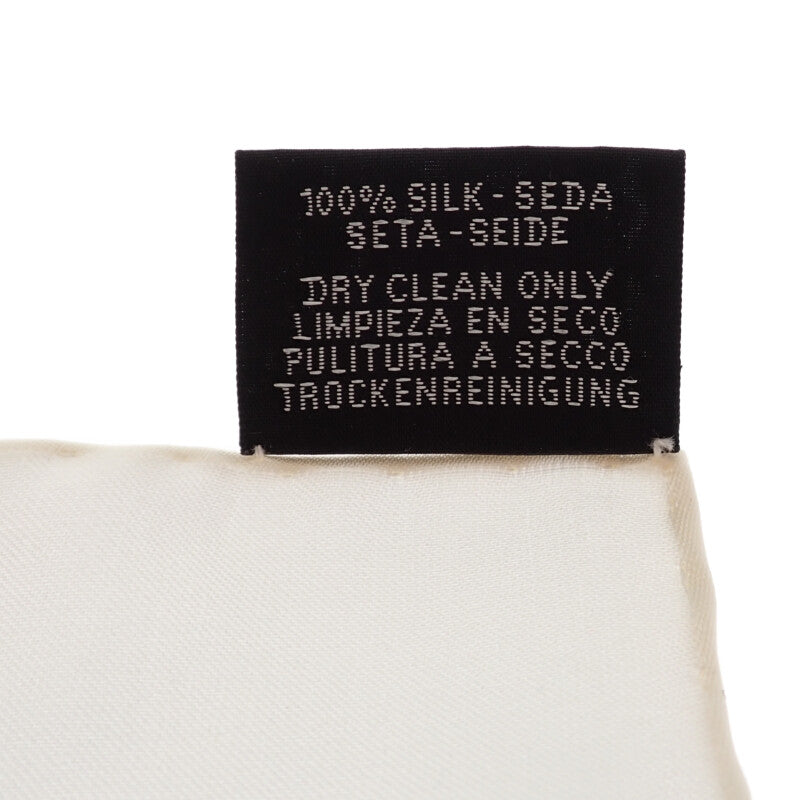 100% SILK - SEDA
SETA - SEIDE
DRY CLEAN ONLY
LIMPIEZA EN SECO
PULITURA A SECCO
TROCKENREINIGUNG